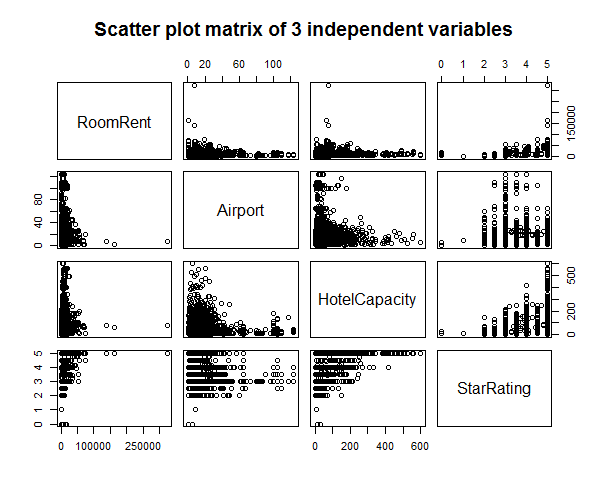 Scatter plot matrix of 3 independent variables
0 20 60 100
0 1 2 3 4 5
RoomRent
0 150000
0 40 80
Airport
HotelCapacity
0 200 500
0 1 2 3 4 5
StarRating
0 100000 250000
0 200 400 600